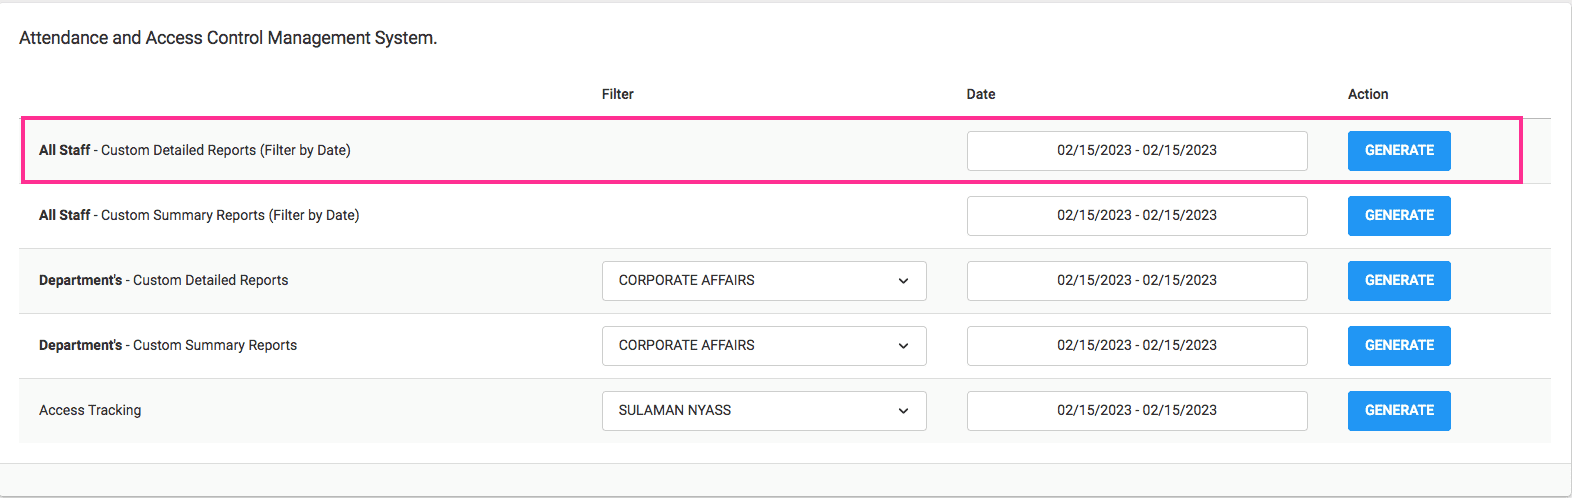 Attendance and Access Control Management System.
Filter Date Action
All Staff - Custom Detailed Reports (Filter by Date) 02/15/2023 - 02/15/2023 GENERATE
All Staff - Custom Summary Reports (Filter by Date) 02/15/2023 - 02/15/2023 GENERATE
Department's - Custom Detailed Reports CORPORATE AFFAIRS 02/15/2023 - 02/15/2023 GENERATE
Department's - Custom Summary Reports CORPORATE AFFAIRS 02/15/2023 - 02/15/2023 GENERATE
Access Tracking SULAMAN NYASS 02/15/2023 - 02/15/2023 GENERATE